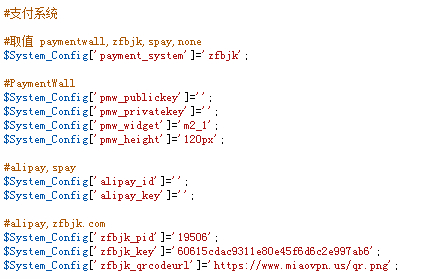 #支付系统
#取值 paymentwall,zfbjk,spay,none
$System_Config['payment_system']='zfbjk';
#PaymentWall
$System_Config['pmw_publickey']='';
$System_Config['pmw_privatekey']='';
$System_Config['pmw_widget']='m2_1';
$System_Config['pmw_height']='120px';
#alipay,spay
$System_Config['alipay_id']='';
$System_Config['alipay_key']='';
#alipay,zfbjk.com
$System_Config['zfbjk_pid']='19506';
$System_Config['zfbjk_key']='60615cdac9311e80e45f6d6c2e997ab6';
$System_Config['zfbjk_qrcodeurl']='https://www.miaovpn.us/qr.png';